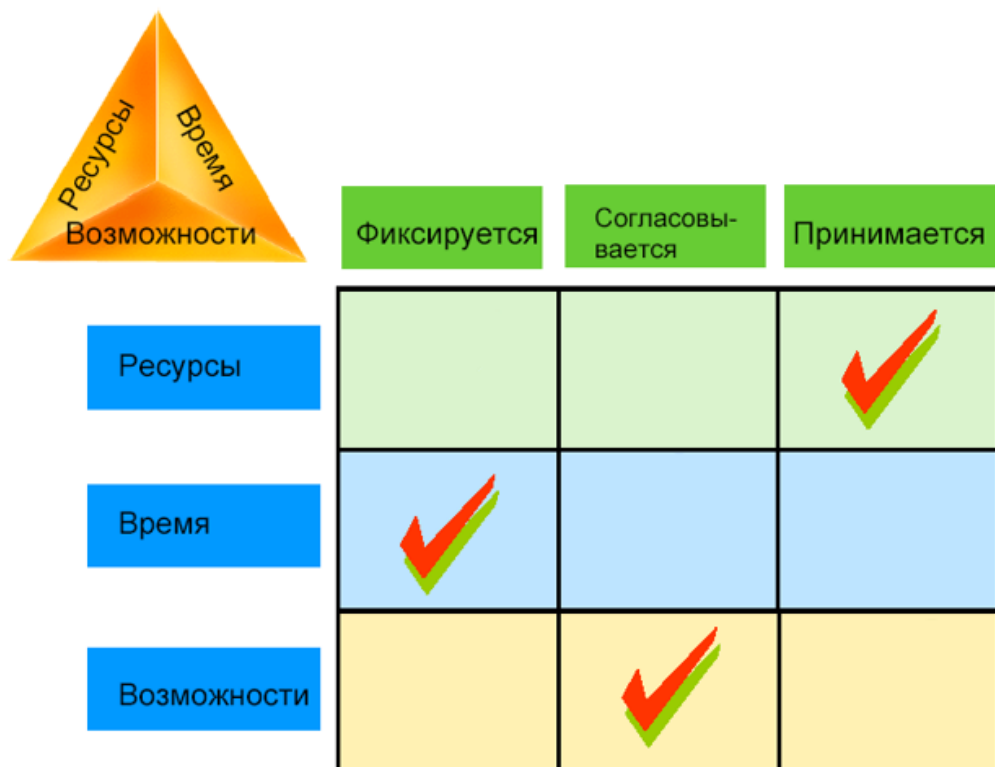 Ресурсы
Время
Возможности
Фиксируется
Согласовы-
вается
Принимается
Ресурсы
Время
Возможности